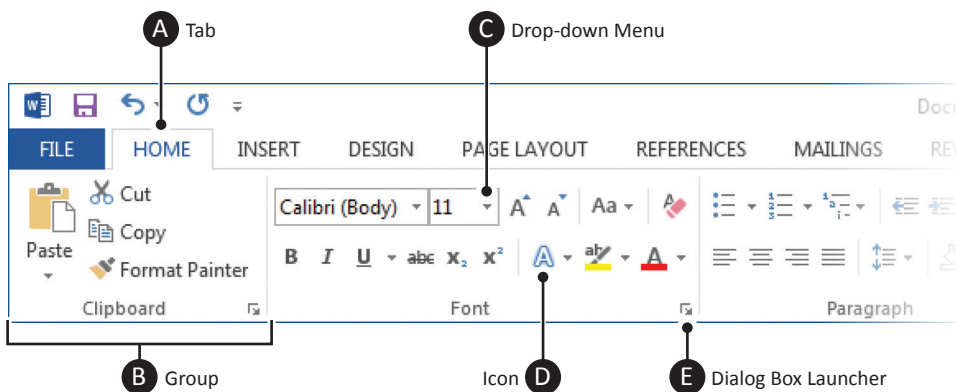 A Tab
C Drop-down Menu
W
FILE HOME INSERT DESIGN PAGE LAYOUT REFERENCES MAILINGS
Cut
Copy
Paste
Format Painter
Calibri (Body) 11 A A Aa
B I U abc X₂ X² A ab A
Clipboard Font Paragraph
B Group
Icon D
E Dialog Box Launcher